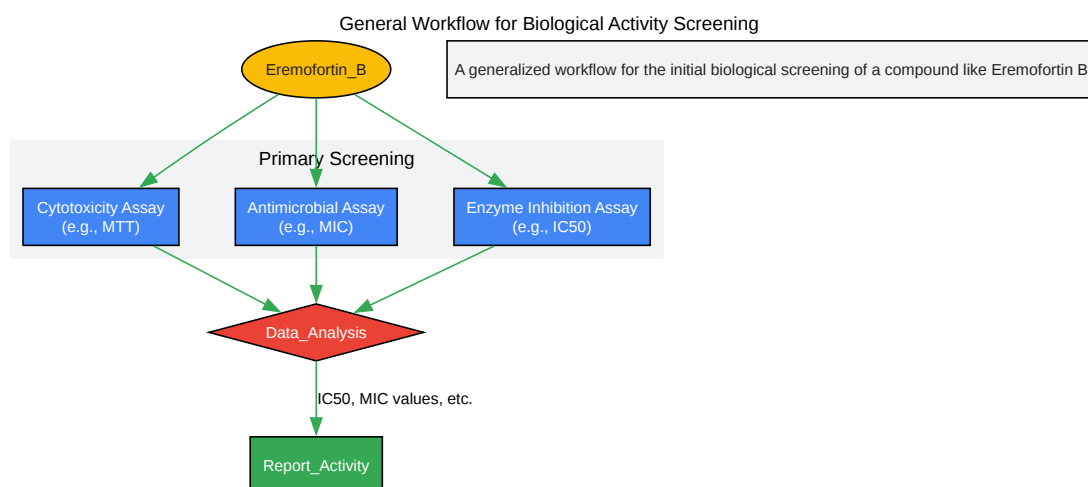 General Workflow for Biological Activity Screening
Eremofortin_B
A generalized workflow for the initial biological screening of a compound like Eremofortin B
Primary Screening
Cytotoxicity Assay
(e.g., MTT)
Antimicrobial Assay
(e.g., MIC)
Enzyme Inhibition Assay
(e.g., IC50)
Data_Analysis
IC50, MIC values, etc.
Report_Activity